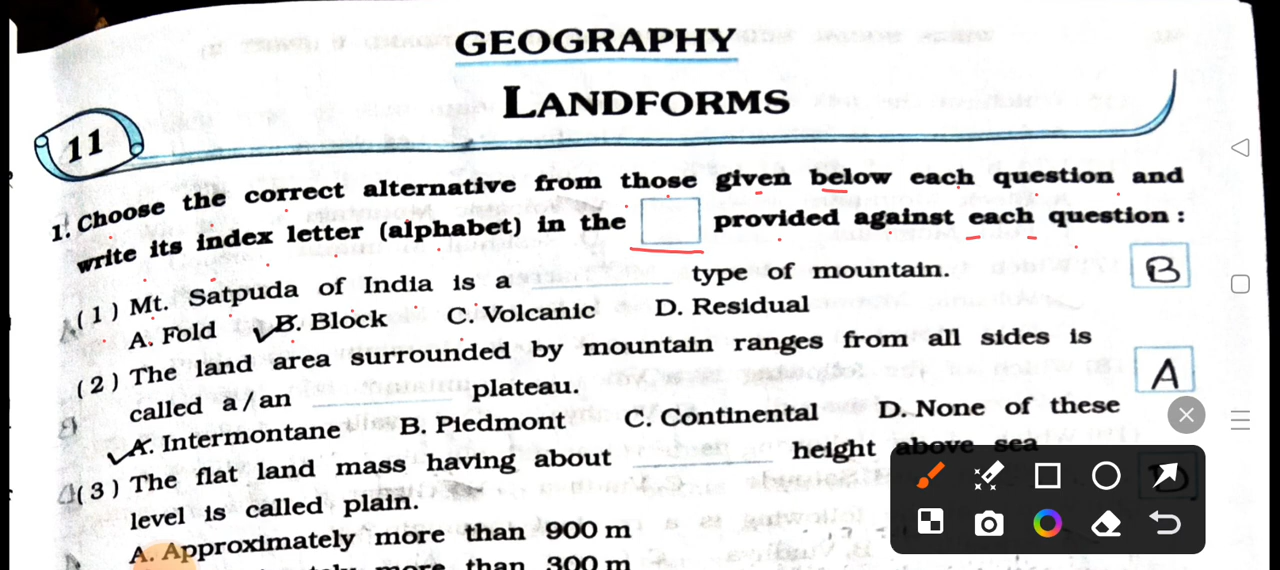 GEOGRAPHY
LANDFORMS
11
1. Choose the correct alternative from those given below each question and
write its index letter (alphabet) in the provided against each question :
(1) Mt. Satpuda of India is a type of mountain. B
A. Fold B. Block C. Volcanic D. Residual
(2) The land area surrounded by mountain ranges from all sides is
called a/an plateau. A
A. Intermontane B. Piedmont C. Continental D. None of these
(3) The flat land mass having about height above sea
level is called plain. D
A. Approximately more than 900 m
more than 300 m